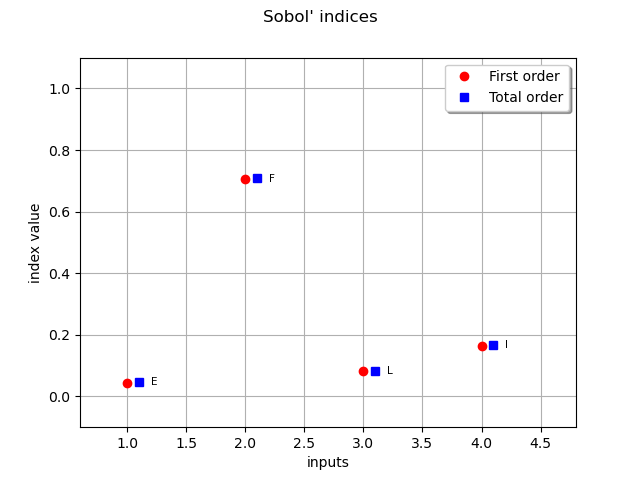 Sobol' indices
First order
Total order
1.0
0.8
0.6
0.4
0.2
0.0
index value
F
E
L
I
1.0 1.5 2.0 2.5 3.0 3.5 4.0 4.5
inputs